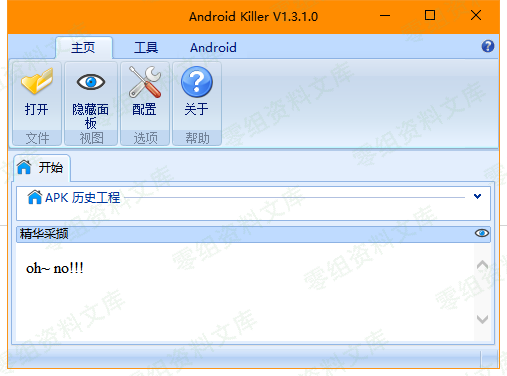 Android Killer V1.3.1.0
主页 工具 Android
打开 隐藏面板 配置 关于
文件 视图 选项 帮助
开始
APK 历史工程
精华采撷
oh~ no!!!
零组资料文库